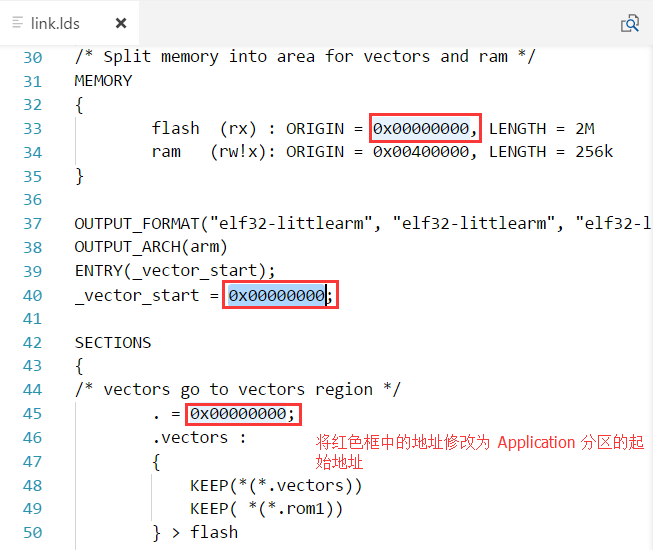 link.lds
30 /* Split memory into area for vectors and ram */
31 MEMORY
32 {
33 flash (rx) : ORIGIN = 0x00000000, LENGTH = 2M
34 ram (rw!x): ORIGIN = 0x00400000, LENGTH = 256k
35 }
36
37 OUTPUT_FORMAT("elf32-littlearm", "elf32-littlearm", "elf32-l
38 OUTPUT_ARCH(arm)
39 ENTRY(_vector_start);
40 _vector_start = 0x00000000;
41
42 SECTIONS
43 {
44 /* vectors go to vectors region */
45 . = 0x00000000;
46 .vectors :
47 {
48 KEEP(*(*.vectors))
49 KEEP( *(*.rom1))
50 } > flash
将红色框中的地址修改为 Application 分区的起
始地址